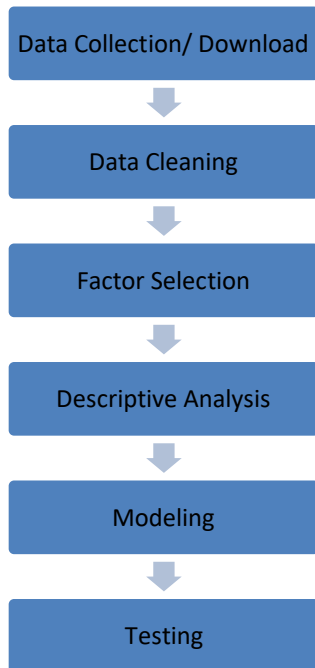 Data Collection/ Download
Data Cleaning
Factor Selection
Descriptive Analysis
Modeling
Testing